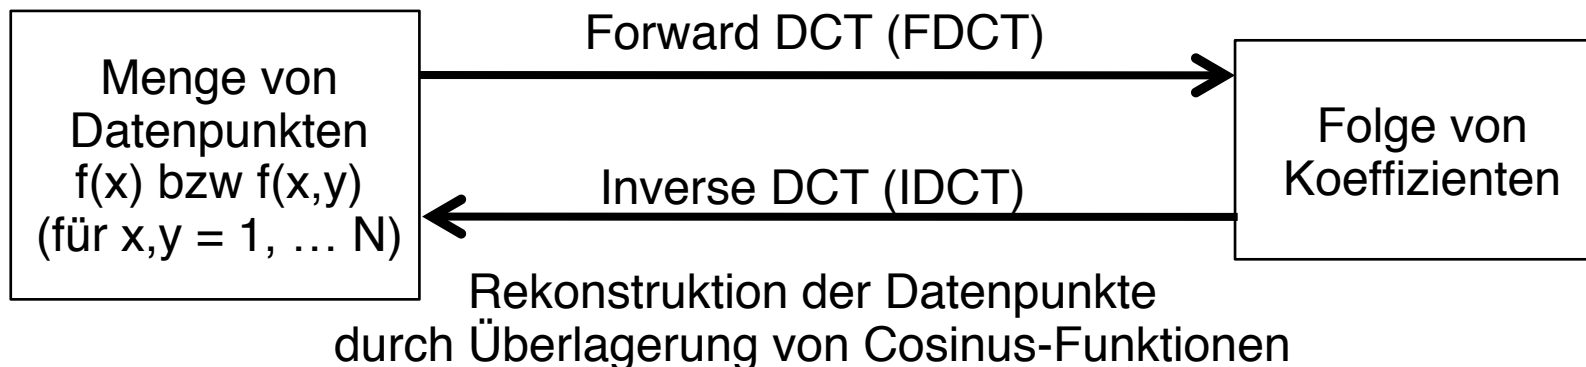 Forward DCT (FDCT)
Menge von
Datenpunkten
f(x) bzw f(x,y)
(für x,y = 1, … N)
Folge von
Koeffizienten
Inverse DCT (IDCT)
Rekonstruktion der Datenpunkte
durch Überlagerung von Cosinus-Funktionen